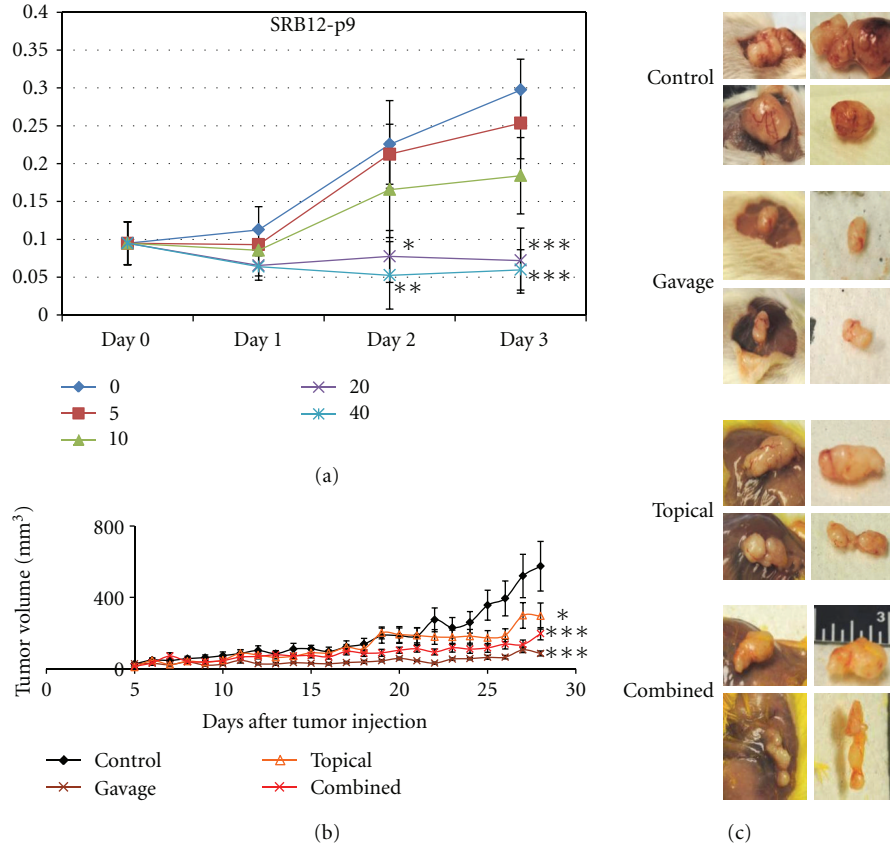 SRB12-p9
0.4
0.35
0.3
0.25
0.2
0.15
0.1
0.05
0
* ***
** ***
Day 0 Day 1 Day 2 Day 3
0 20
5 40
10
(a)
Tumor volume (mm³)
800
400
0
*
***
***
0 5 10 15 20 25 30
Days after tumor injection
Control Topical
Gavage Combined
(b)
Control
Gavage
Topical
3
Combined
(c)